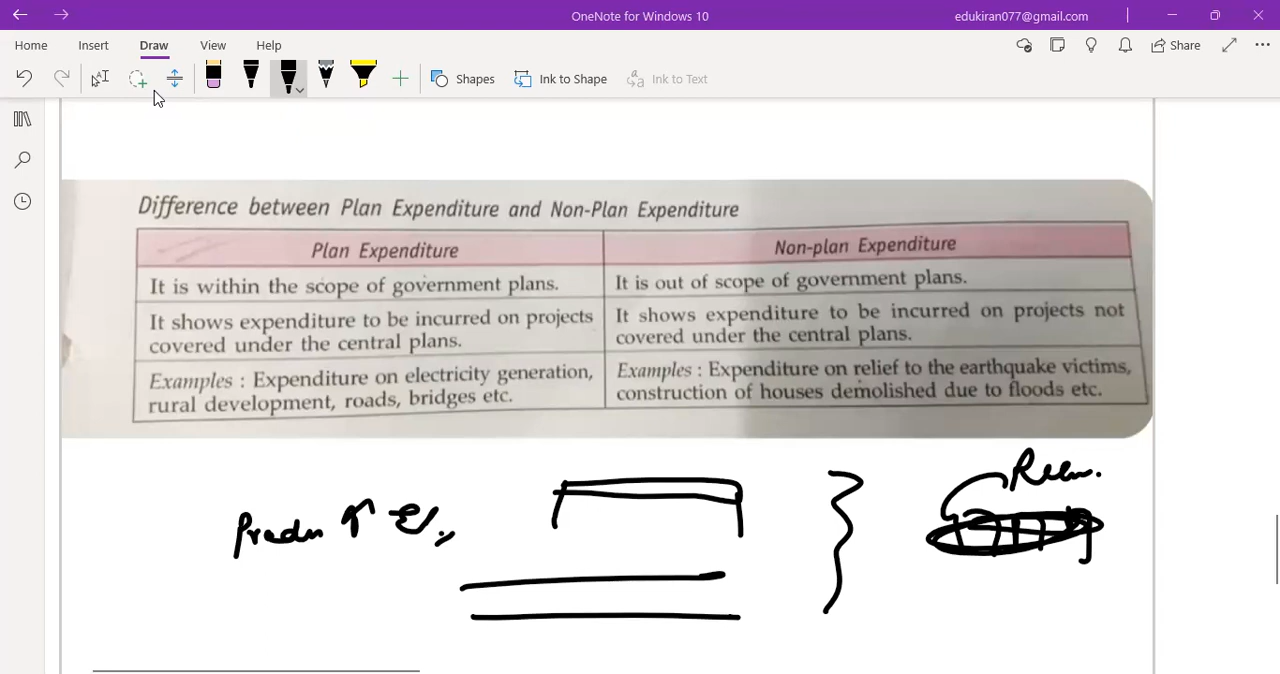 OneNote for Windows 10
edukiran077@gmail.com
Home Insert Draw View Help
Share
Shapes Ink to Shape Ink to Text
Difference between Plan Expenditure and Non-Plan Expenditure
Plan Expenditure
Non-plan Expenditure
It is within the scope of government plans.
It is out of scope of government plans.
It shows expenditure to be incurred on projects
covered under the central plans.
It shows expenditure to be incurred on projects not
covered under the central plans.
Examples : Expenditure on electricity generation,
rural development, roads, bridges etc.
Examples : Expenditure on relief to the earthquake victims,
construction of houses demolished due to floods etc.